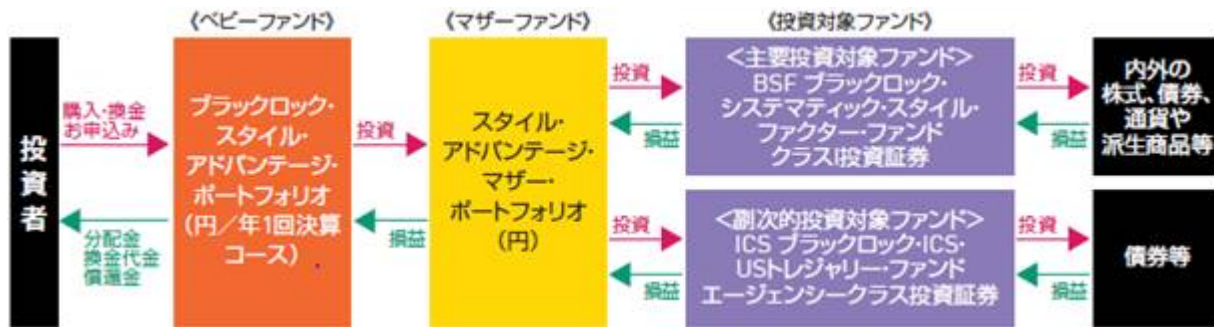 《ベビーファンド》
《マザーファンド》
《投資対象ファンド》
投資者
購入・換金
お申込み
分配金
換金代金
償還金
ブラックロック・
スタイル・
アドバンテージ・
ポートフォリオ
(円/年1回決算
コース)
投資
損益
スタイル・
アドバンテージ・
マザー・
ポートフォリオ
(円)
投資
損益
<主要投資対象ファンド>
BSF ブラックロック・
システマティック・スタイル・
ファクター・ファンド
クラスI投資証券
投資
損益
内外の
株式、債券、
通貨や
派生商品等
投資
損益
<副次的投資対象ファンド>
ICS ブラックロック・ICS・
USトレジャリー・ファンド
エージェンシークラス投資証券
投資
損益
債券等